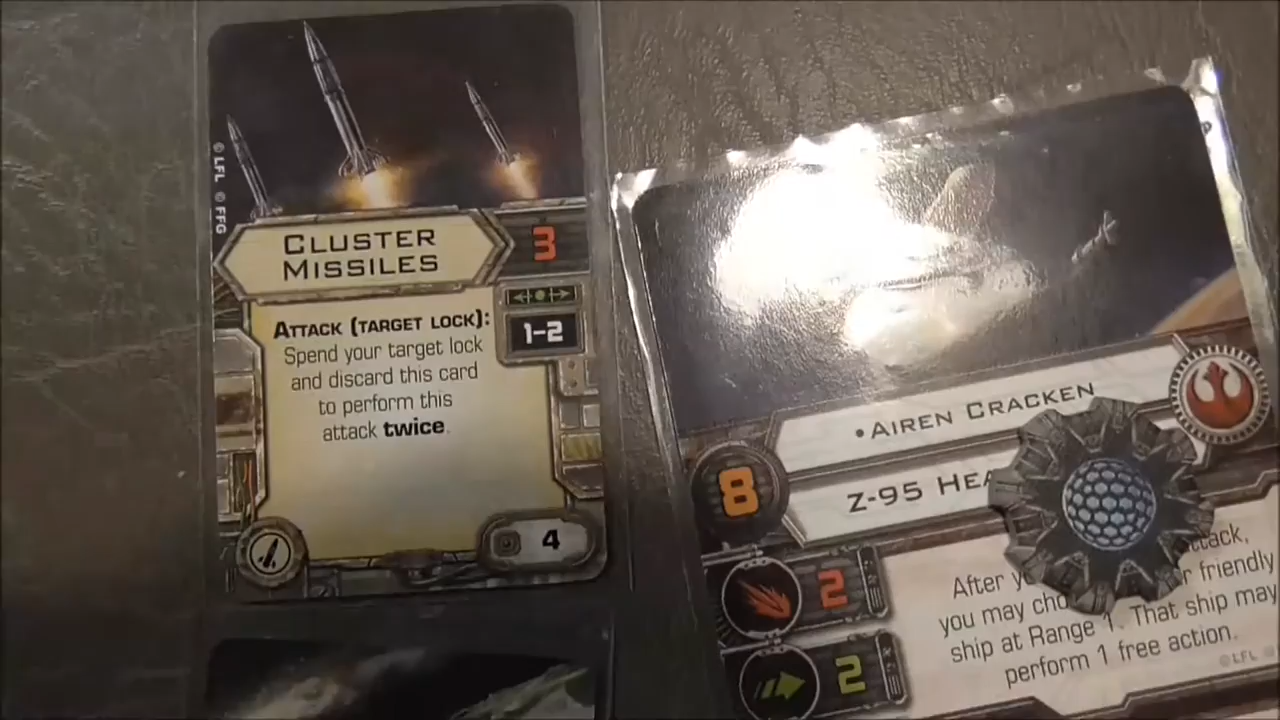 © LFL © FFG
CLUSTER
MISSILES
3
1–2
ATTACK (TARGET LOCK):
Spend your target lock
and discard this card
to perform this
attack twice.
4
•AIREN CRACKEN
Z-95
8
After
attack,
you may
friendly
ship at Range 1. That ship may
perform 1 free action.
2
2
© LFL ©